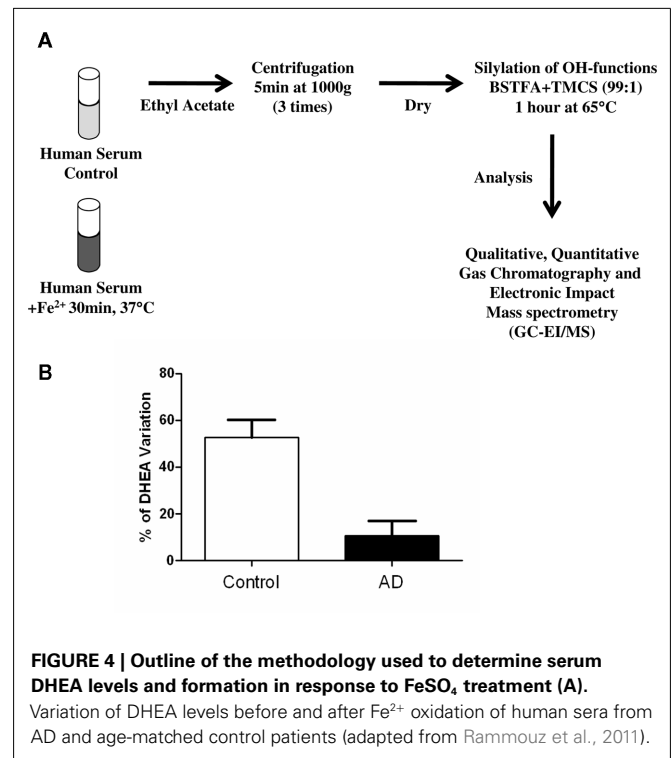 A
Human Serum
Control
Human Serum
+Fe²⁺ 30min, 37°C
Ethyl Acetate
Centrifugation
5min at 1000g
(3 times)
Dry
Silylation of OH-functions
BSTFA+TMCS (99:1)
1 hour at 65°C
Analysis
Qualitative, Quantitative
Gas Chromatography and
Electronic Impact
Mass spectrometry
(GC-EI/MS)
B
% of DHEA Variation
80
60
40
20
0
Control
AD
FIGURE 4 | Outline of the methodology used to determine serum
DHEA levels and formation in response to FeSO₄ treatment (A).
Variation of DHEA levels before and after Fe²⁺ oxidation of human sera from
AD and age-matched control patients (adapted from Rammouz et al., 2011).